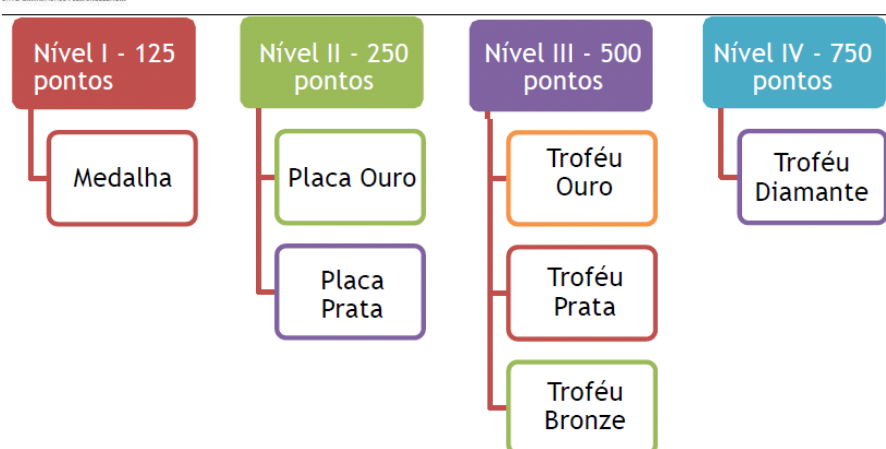 Nível I - 125
pontos
Medalha
Nível II - 250
pontos
Placa Ouro
Placa
Prata
Nível III - 500
pontos
Troféu
Ouro
Troféu
Prata
Troféu
Bronze
Nível IV - 750
pontos
Troféu
Diamante